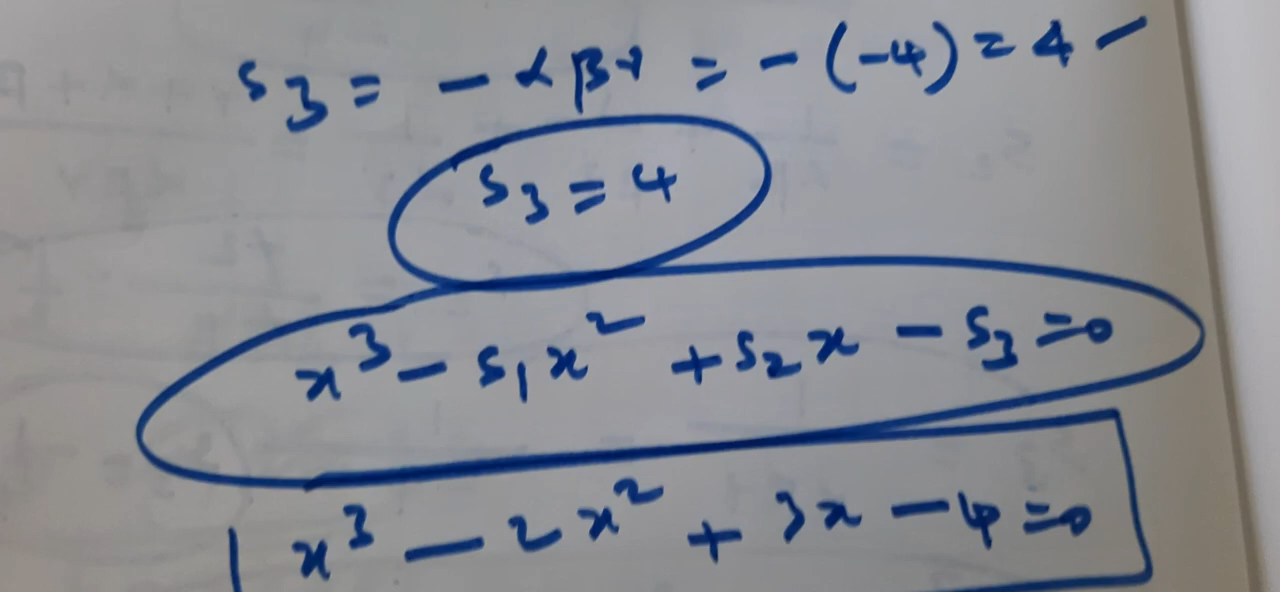 s₃ = - αβγ = - (-4) = 4 -
s₃ = 4
x³ - s₁x² + s₂x - s₃ = 0
x³ - 2x² + 3x - 4 = 0